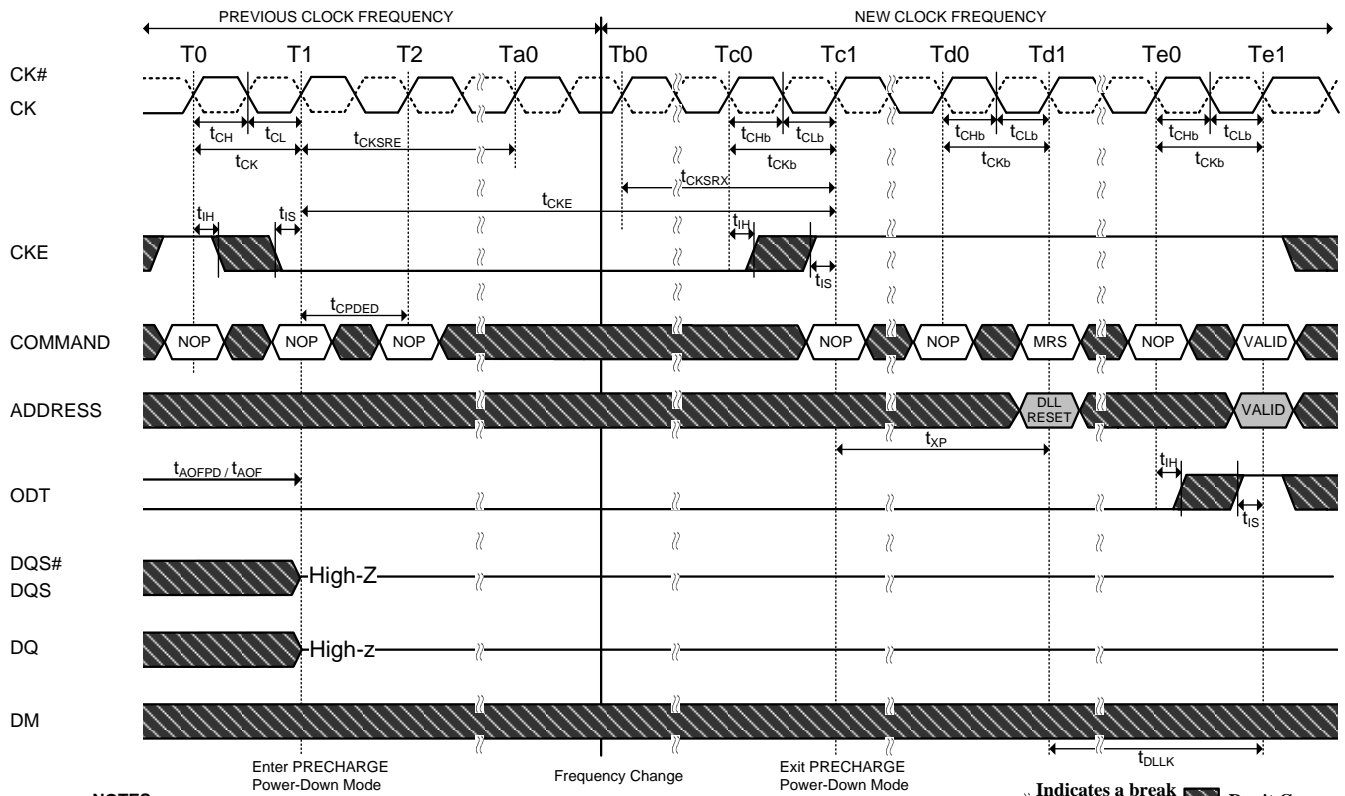 PREVIOUS CLOCK FREQUENCY NEW CLOCK FREQUENCY
T0 T1 T2 Ta0 Tb0 Tc0 Tc1 Td0 Td1 Te0 Te1
CK#
CK
tCH tCL tCHb tCLb tCHb tCLb tCHb tCLb
tCK tCKSRE tCKb tCKb tCKb
tCKSRX
tCKE
tIH tIS tIH
CKE
tIS
tCPDED
COMMAND NOP NOP NOP NOP NOP MRS NOP VALID
ADDRESS DLL RESET VALID
tXP
tAOFPD / tAOF tIH
ODT
tIS
DQS#
DQS High-Z
DQ High-z
DM
tDLLK
Enter PRECHARGE
Power-Down Mode
Frequency Change
Exit PRECHARGE
Power-Down Mode
Indicates a break